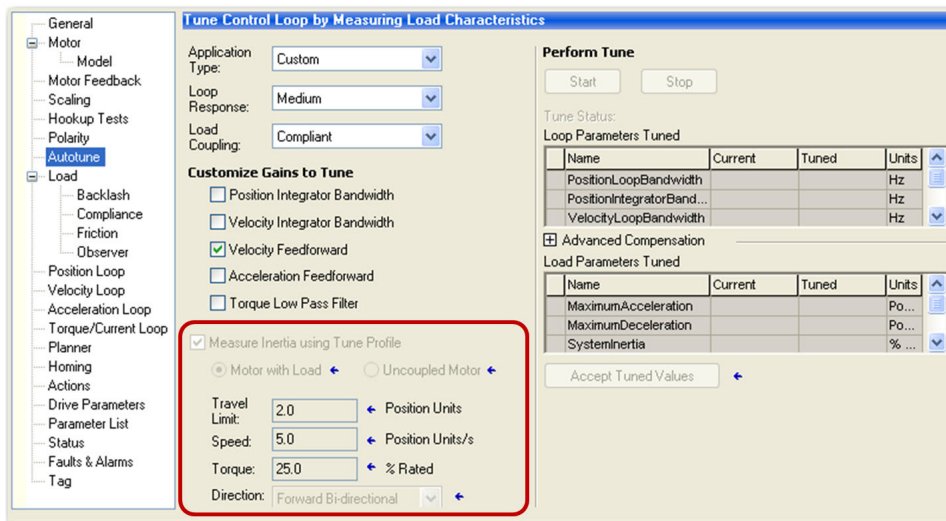 Tune Control Loop by Measuring Load Characteristics
General
Motor
Model
Motor Feedback
Scaling
Hookup Tests
Polarity
Autotune
Load
Backlash
Compliance
Friction
Observer
Position Loop
Velocity Loop
Acceleration Loop
Torque/Current Loop
Planner
Homing
Actions
Drive Parameters
Parameter List
Status
Faults & Alarms
Tag
Application Type: Custom
Loop Response: Medium
Load Coupling: Compliant
Customize Gains to Tune
Position Integrator Bandwidth
Velocity Integrator Bandwidth
Velocity Feedforward
Acceleration Feedforward
Torque Low Pass Filter
Measure Inertia using Tune Profile
Motor with Load Uncoupled Motor
Travel Limit: 2.0 Position Units
Speed: 5.0 Position Units/s
Torque: 25.0 % Rated
Direction: Forward Bi-directional
Perform Tune
Start Stop
Tune Status:
Loop Parameters Tuned
Name Current Tuned Units
PositionLoopBandwidth Hz
PositionIntegratorBand... Hz
VelocityLoopBandwidth Hz
Advanced Compensation
Load Parameters Tuned
Name Current Tuned Units
MaximumAcceleration Po...
MaximumDeceleration Po...
SystemInertia % ...
Accept Tuned Values